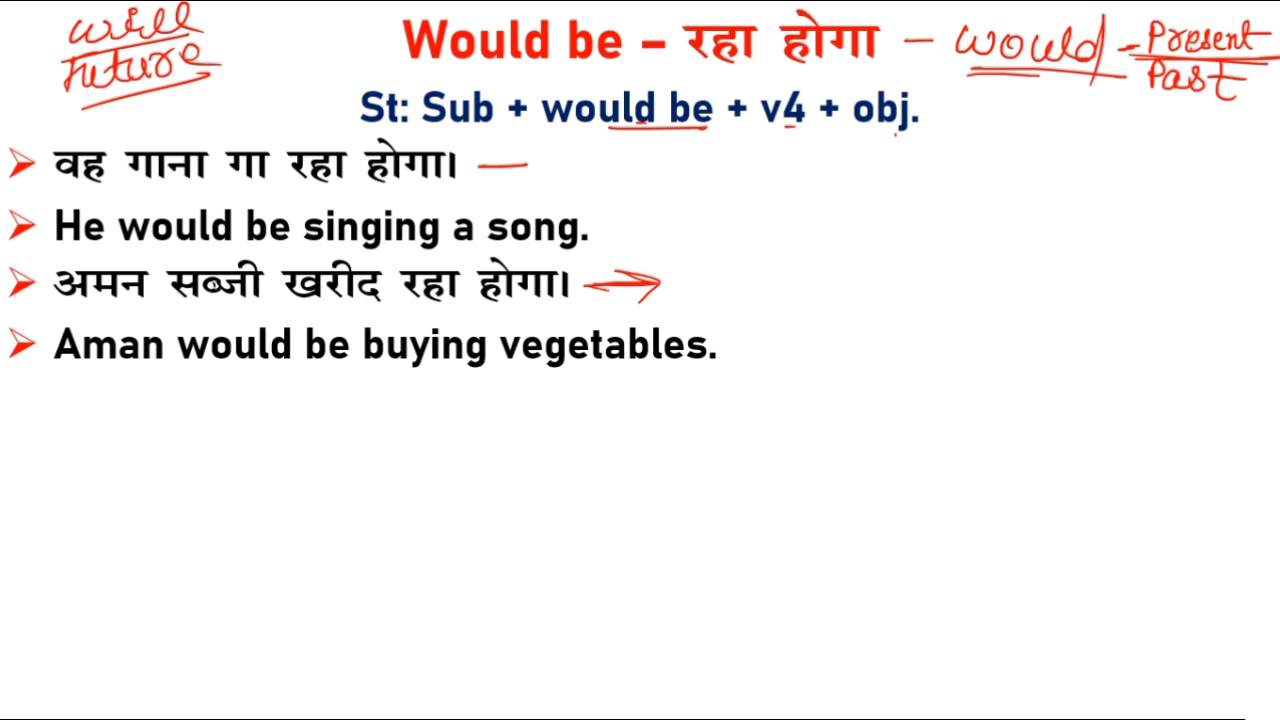 will
Future
Would be – रहा होगा – would - Present
Past
St: Sub + would be + v4 + obj.
वह गाना गा रहा होगा।
He would be singing a song.
अमन सब्जी खरीद रहा होगा।
Aman would be buying vegetables.